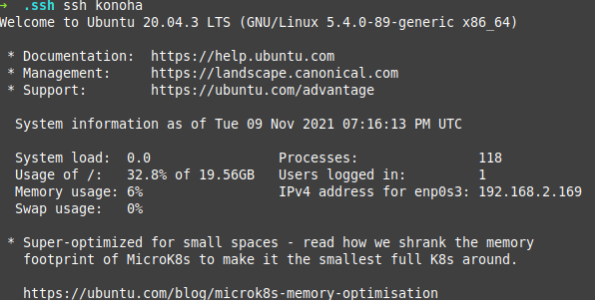 → .ssh ssh konoha
Welcome to Ubuntu 20.04.3 LTS (GNU/Linux 5.4.0-89-generic x86_64)
* Documentation: https://help.ubuntu.com
* Management: https://landscape.canonical.com
* Support: https://ubuntu.com/advantage
System information as of Tue 09 Nov 2021 07:16:13 PM UTC
System load: 0.0 Processes: 118
Usage of /: 32.8% of 19.56GB Users logged in: 1
Memory usage: 6% IPv4 address for enp0s3: 192.168.2.169
Swap usage: 0%
* Super-optimized for small spaces - read how we shrank the memory
footprint of MicroK8s to make it the smallest full K8s around.
https://ubuntu.com/blog/microk8s-memory-optimisation